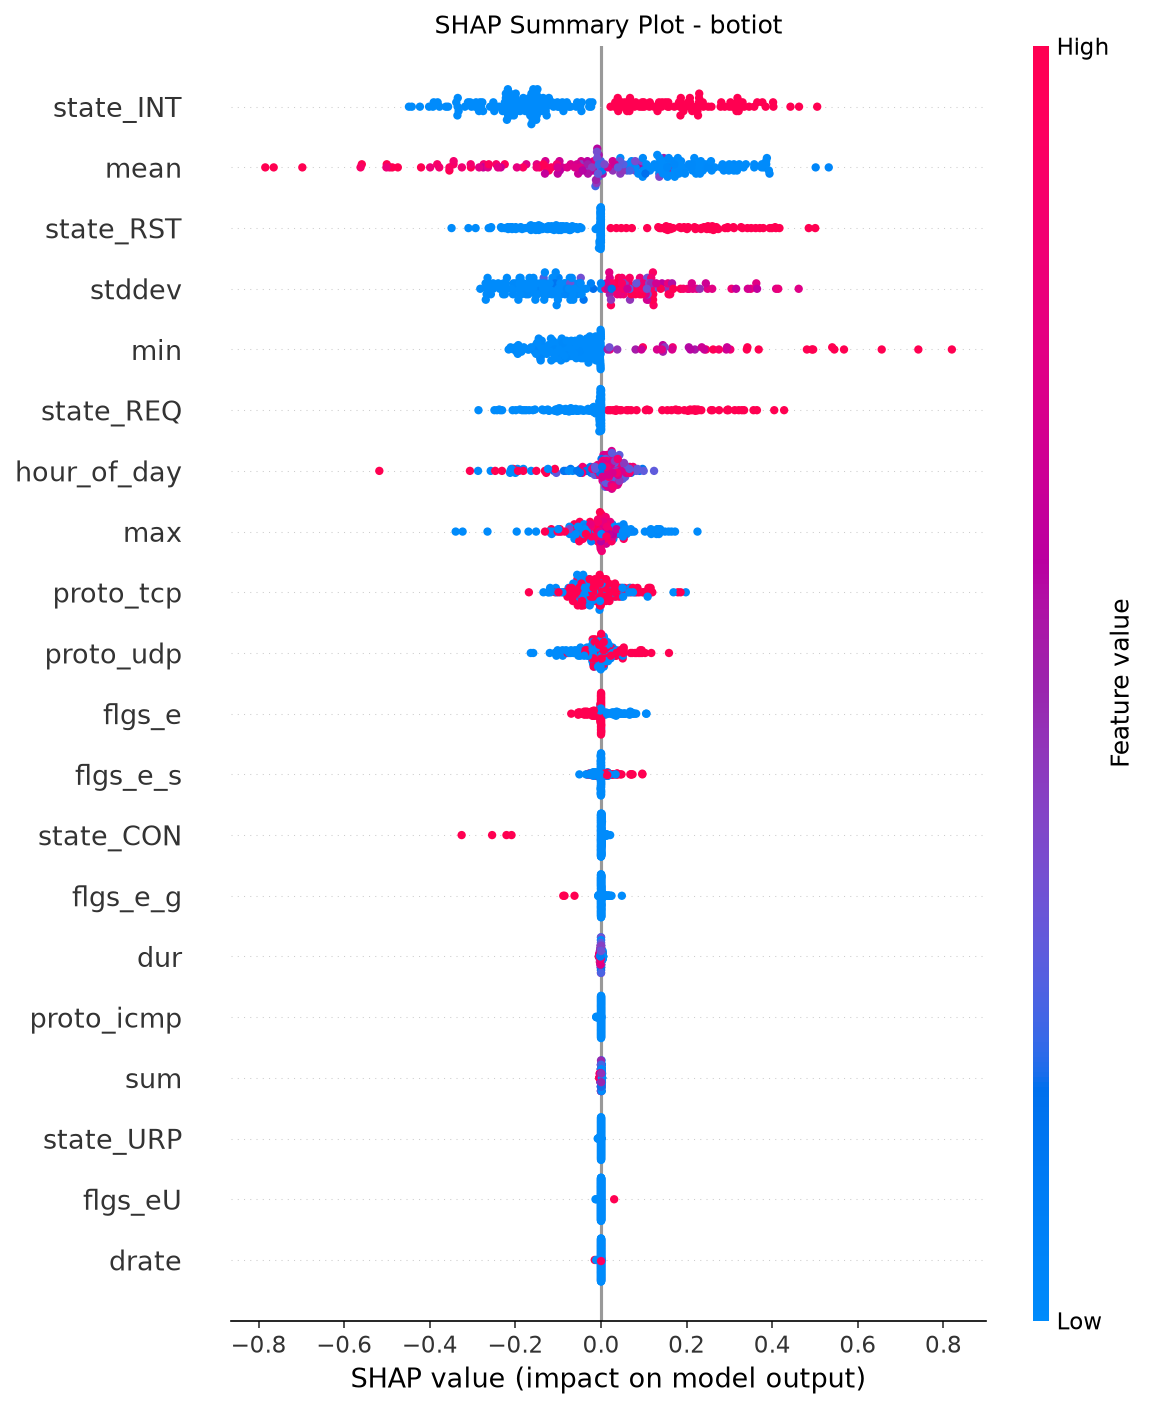 SHAP Summary Plot - botiot
High
state_INT
mean
state_RST
stddev
min
state_REQ
hour_of_day
max
proto_tcp
proto_udp
flgs_e
flgs_e_s
state_CON
flgs_e_g
dur
proto_icmp
sum
state_URP
flgs_eU
drate
Feature value
Low
−0.8 −0.6 −0.4 −0.2 0.0 0.2 0.4 0.6 0.8
SHAP value (impact on model output)